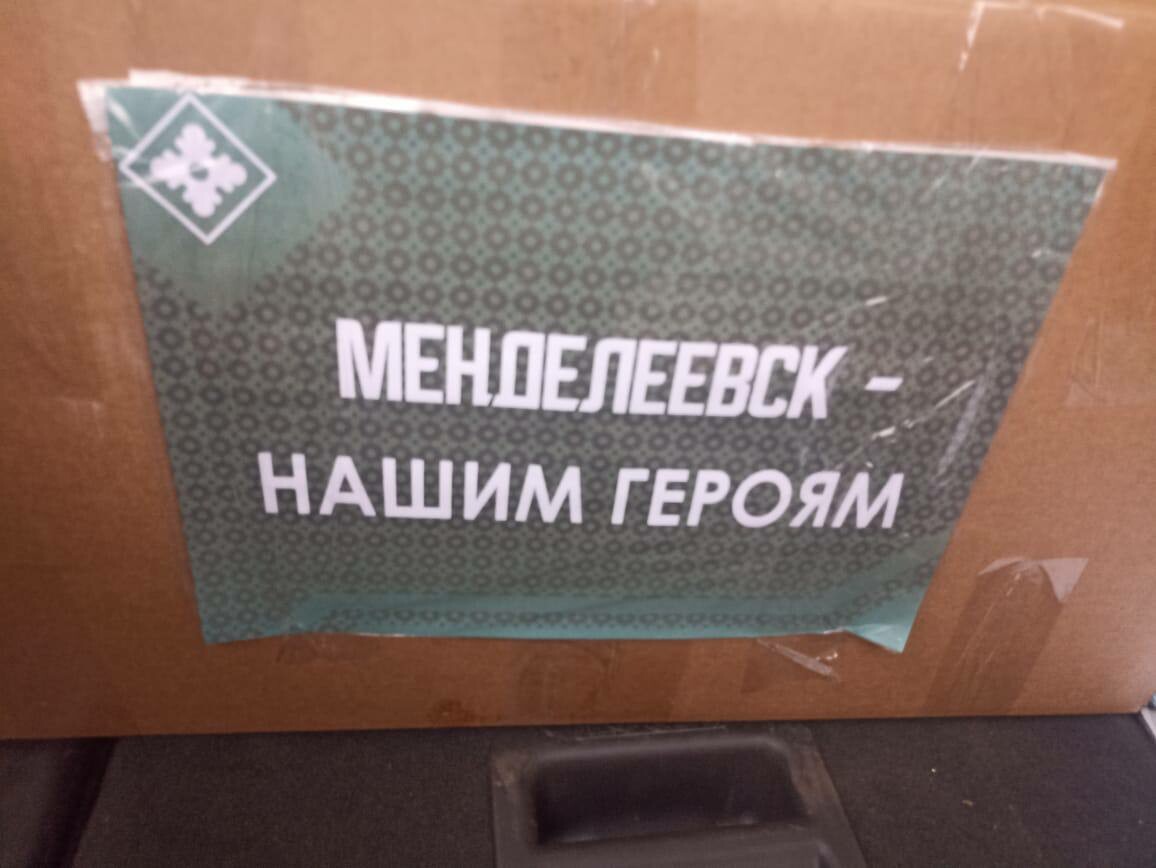 МЕНДЕЛЕЕВСК -
НАШИМ ГЕРОЯМ